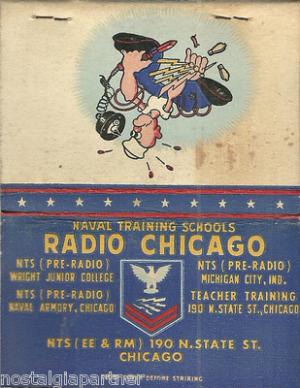 NAVAL TRAINING SCHOOLS
RADIO CHICAGO
NTS (PRE-RADIO)
WRIGHT JUNIOR COLLEGE
NTS (PRE-RADIO)
MICHIGAN CITY, IND.
NTS (PRE-RADIO)
NAVAL ARMORY, CHICAGO
TEACHER TRAINING
190 N. STATE ST., CHICAGO
NTS (EE & RM) 190 N. STATE ST.
CHICAGO
BEFORE STRIKING
nostalgiapartner